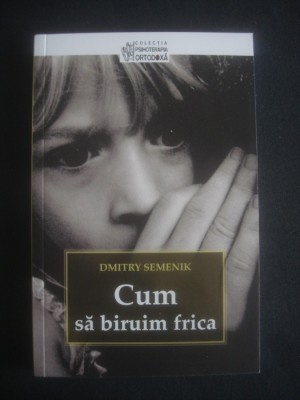 COLECȚIA
PSIHOTERAPIA
ORTODOXĂ
DMITRY SEMENIK
Cum
să biruim frica